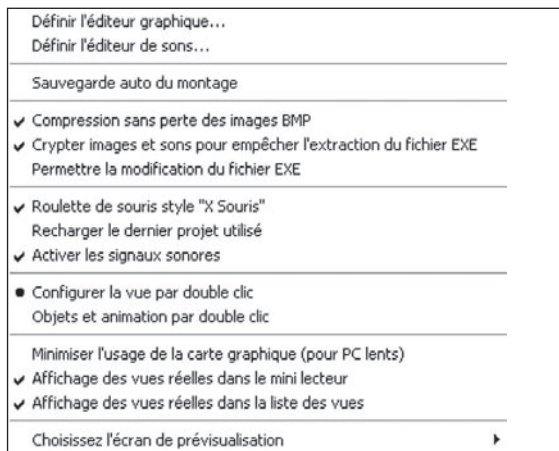 Définir l'éditeur graphique...
Définir l'éditeur de sons...
Sauvegarde auto du montage
Compression sans perte des images BMP
Crypter images et sons pour empêcher l'extraction du fichier EXE
Permettre la modification du fichier EXE
Roulette de souris style "X Souris"
Recharger le dernier projet utilisé
Activer les signaux sonores
Configurer la vue par double clic
Objets et animation par double clic
Minimiser l'usage de la carte graphique (pour PC lents)
Affichage des vues réelles dans le mini lecteur
Affichage des vues réelles dans la liste des vues
Choisissez l'écran de prévisualisation